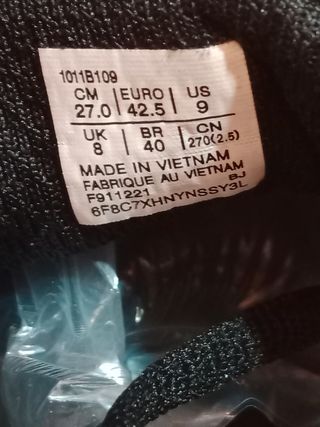 1011B109
CM EURO US
27.0 42.5 9
UK BR CN
8 40 270(2.5)
MADE IN VIETNAM
FABRIQUE AU VIETNAM
F911221 BJ
6F8C7XHNYNSSY3L